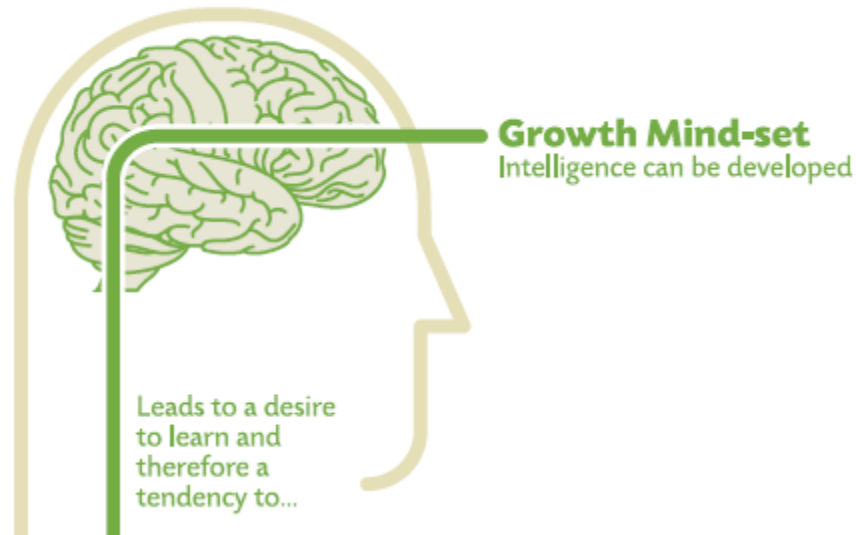 Growth Mind-set
Intelligence can be developed
Leads to a desire
to learn and
therefore a
tendency to...